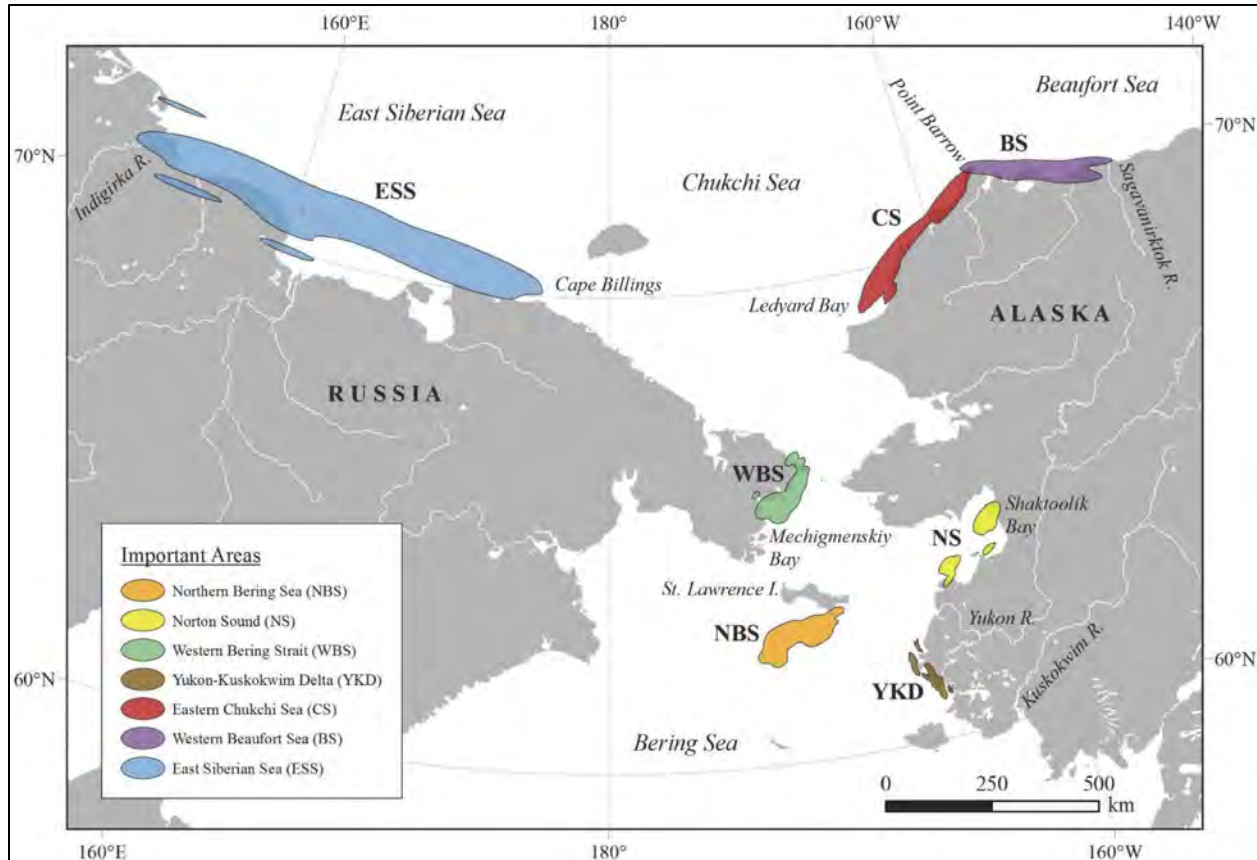 160°E
180°
160°W
140°W
Beaufort Sea
East Siberian Sea
Point Barrow
70°N
BS
70°N
Indigirka R.
ESS
Chukchi Sea
Sagavanirktok R.
CS
Cape Billings
Ledyard Bay
ALASKA
RUSSIA
WBS
Shaktoolik
Bay
Mechigmenskiy
Bay
NS
Important Areas
St. Lawrence I.
Northern Bering Sea (NBS)
Yukon R.
Norton Sound (NS)
NBS
Kuskokwim R.
Western Bering Strait (WBS)
60°N
60°N
Yukon-Kuskokwim Delta (YKD)
YKD
Eastern Chukchi Sea (CS)
Western Beaufort Sea (BS)
Bering Sea
East Siberian Sea (ESS)
0 250 500
km
160°E
180°
160°W